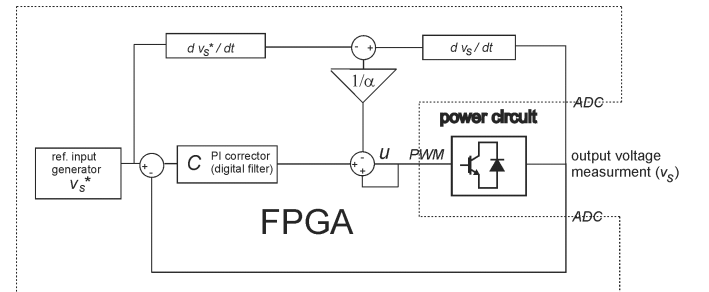 d vs*/dt
- +
d vs/dt
1/α
ADC
power circuit
ref. input
generator
vs*
+ -
C PI corrector
(digital filter)
- + +
u
PWM
output voltage
measurment (vs)
FPGA
ADC